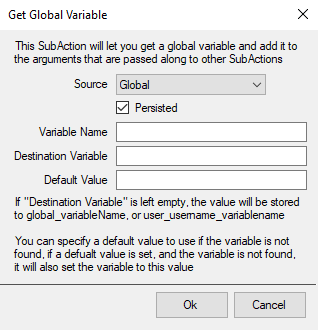 Get Global Variable
This SubAction will let you get a global variable and add it to
the arguments that are passed along to other SubActions
Source Global
Persisted
Variable Name
Destination Variable
Default Value
If "Destination Variable" is left empty, the value will be stored
to global_variableName, or user_username_variablename
You can specify a default value to use if the variable is not
found, if a defualt value is set, and the variable is not found,
it will also set the variable to this value
Ok Cancel